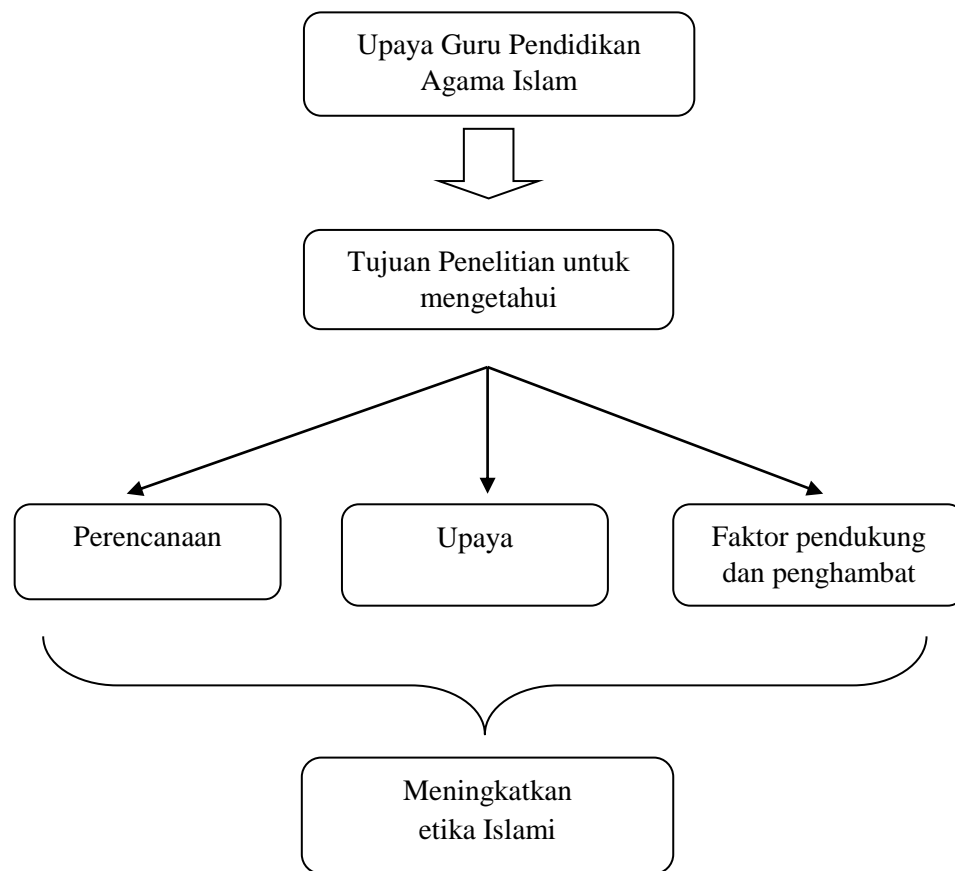 Upaya Guru Pendidikan
Agama Islam
Tujuan Penelitian untuk
mengetahui
Perencanaan
Upaya
Faktor pendukung
dan penghambat
Meningkatkan
etika Islami